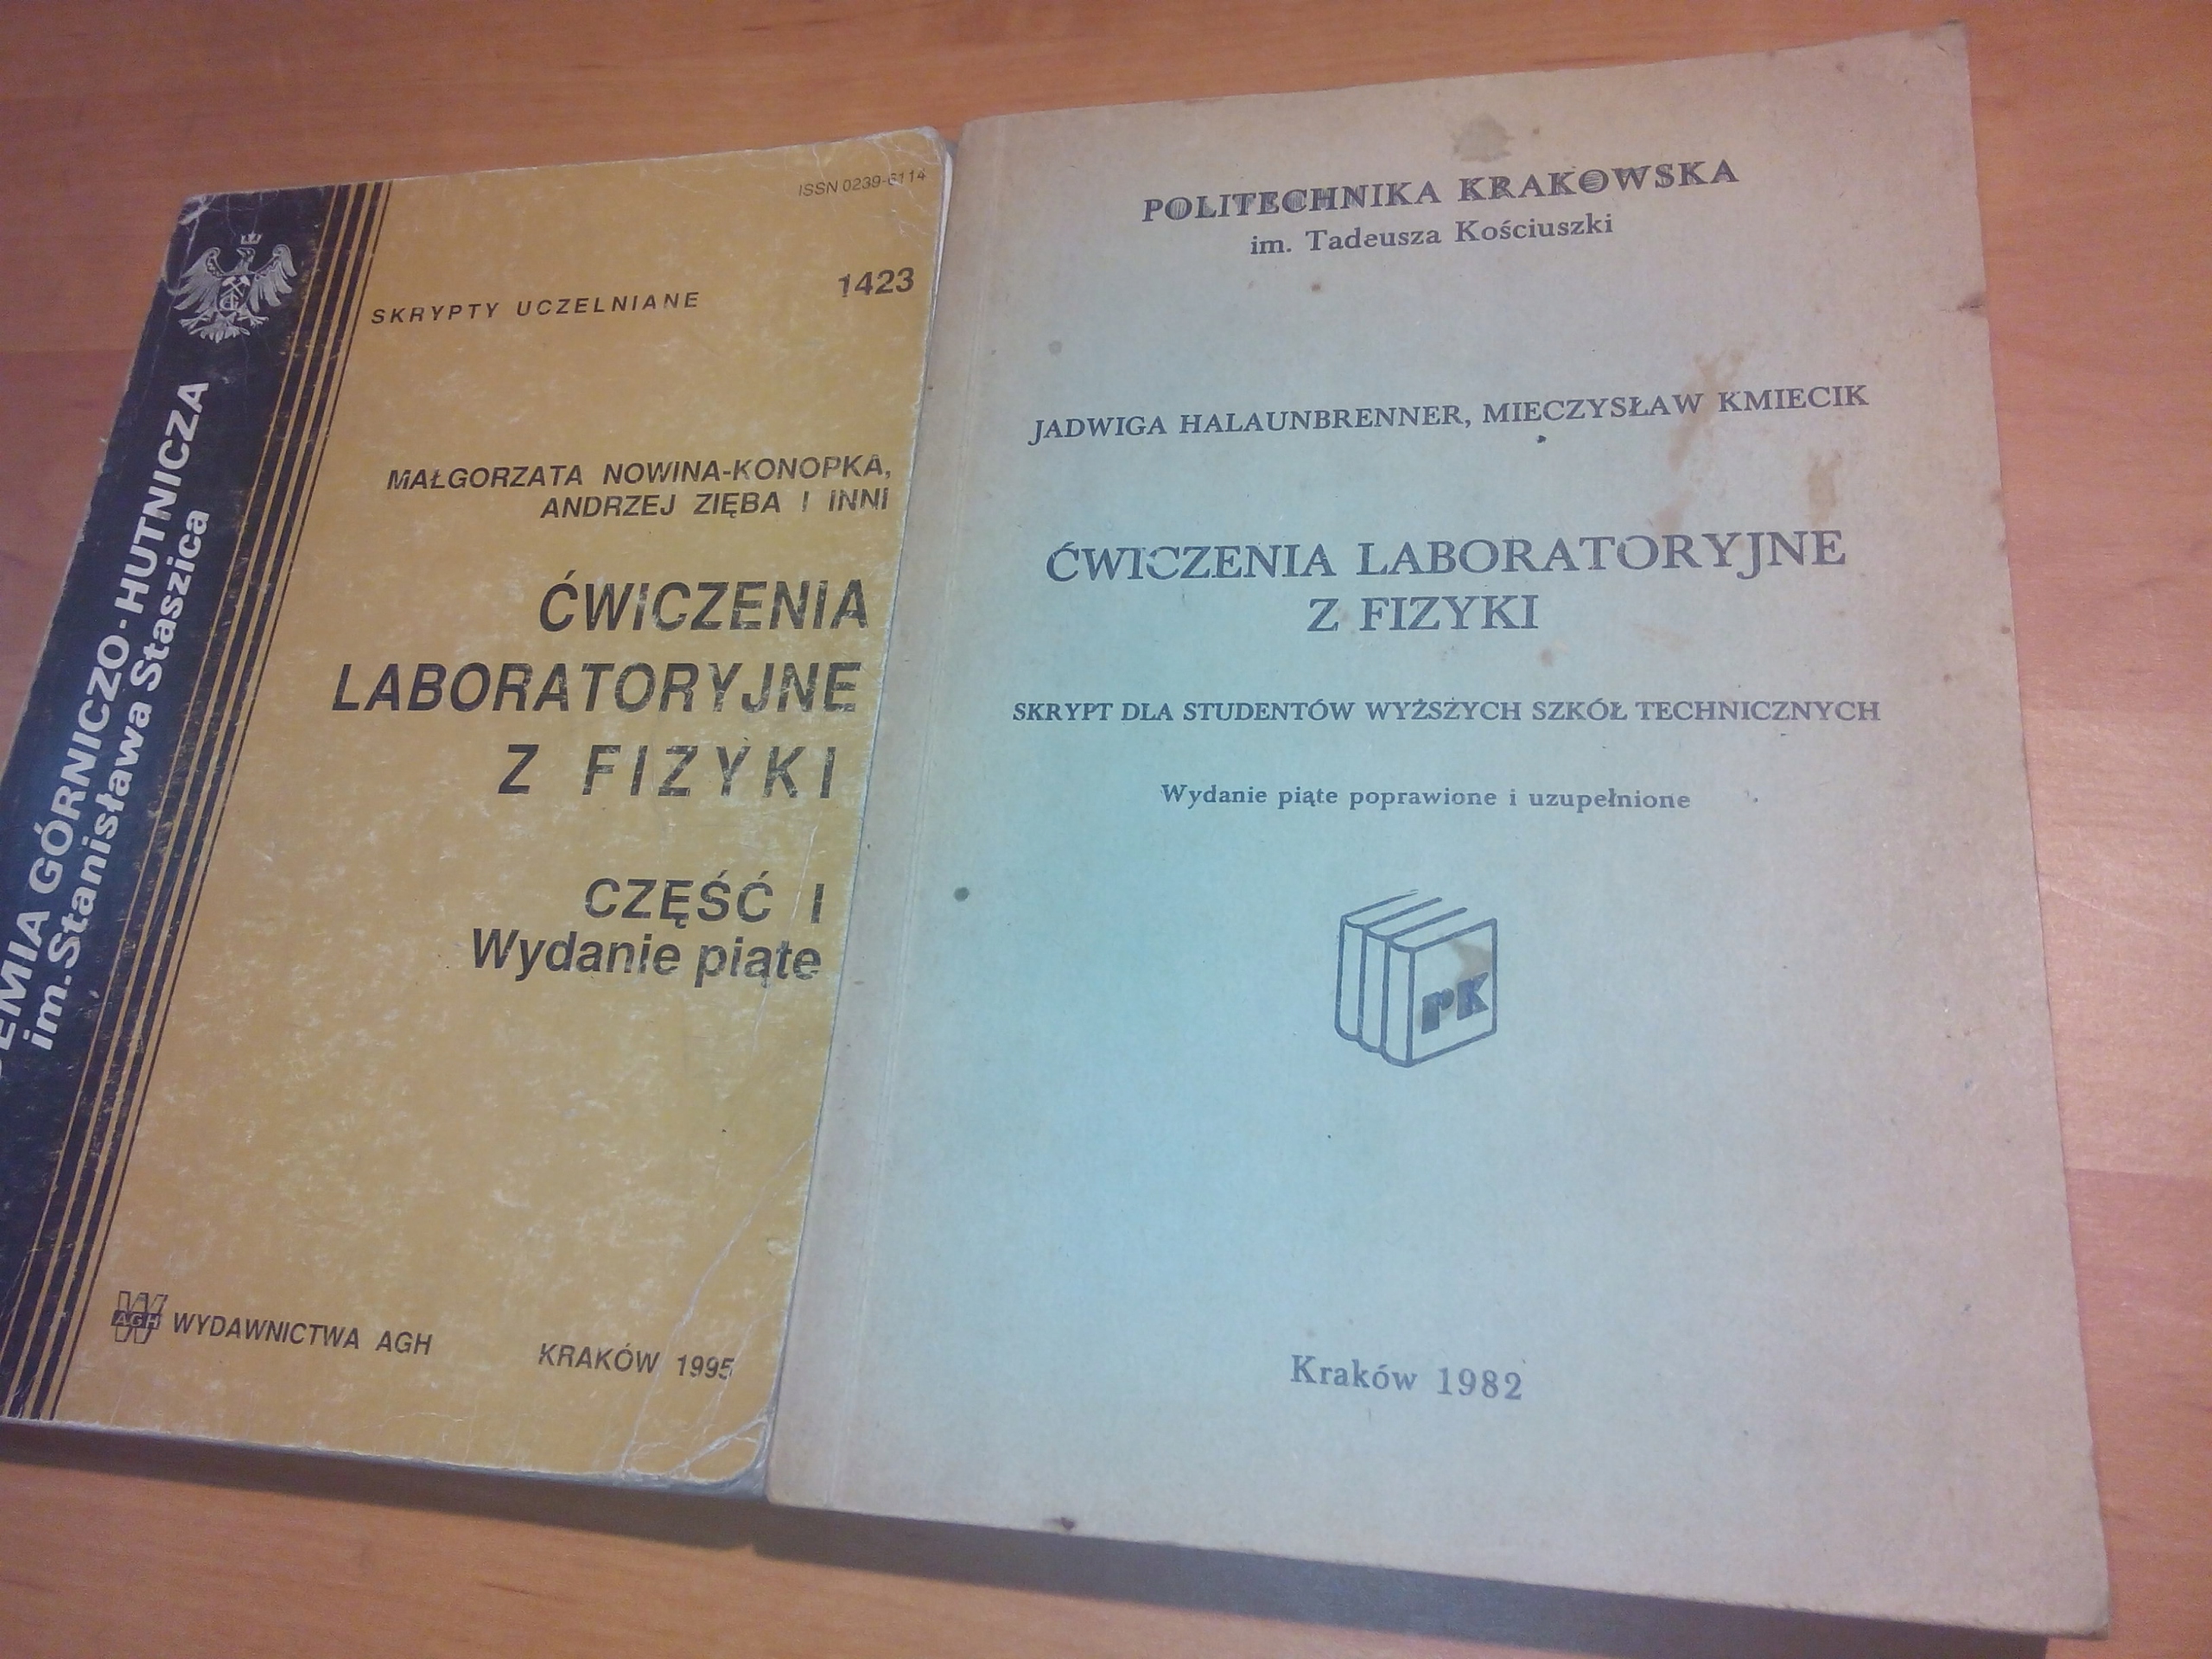 ISSN 0239-6114
SKRYPTY UCZELNIANE 1423
MAŁGORZATA NOWINA-KONOPKA,
ANDRZEJ ZIĘBA I INNI
ĆWICZENIA
LABORATORYJNE
Z FIZYKI
CZĘŚĆ I
Wydanie piąte
AGH WYDAWNICTWA AGH KRAKÓW 1995
EMIA GÓRNICZO-HUTNICZA
im. Stanisława Staszica
POLITECHNIKA KRAKOWSKA
im. Tadeusza Kościuszki
JADWIGA HALAUNBRENNER, MIECZYSŁAW KMIECIK
ĆWICZENIA LABORATORYJNE
Z FIZYKI
SKRYPT DLA STUDENTÓW WYŻSZYCH SZKÓŁ TECHNICZNYCH
Wydanie piąte poprawione i uzupełnione
PK
Kraków 1982